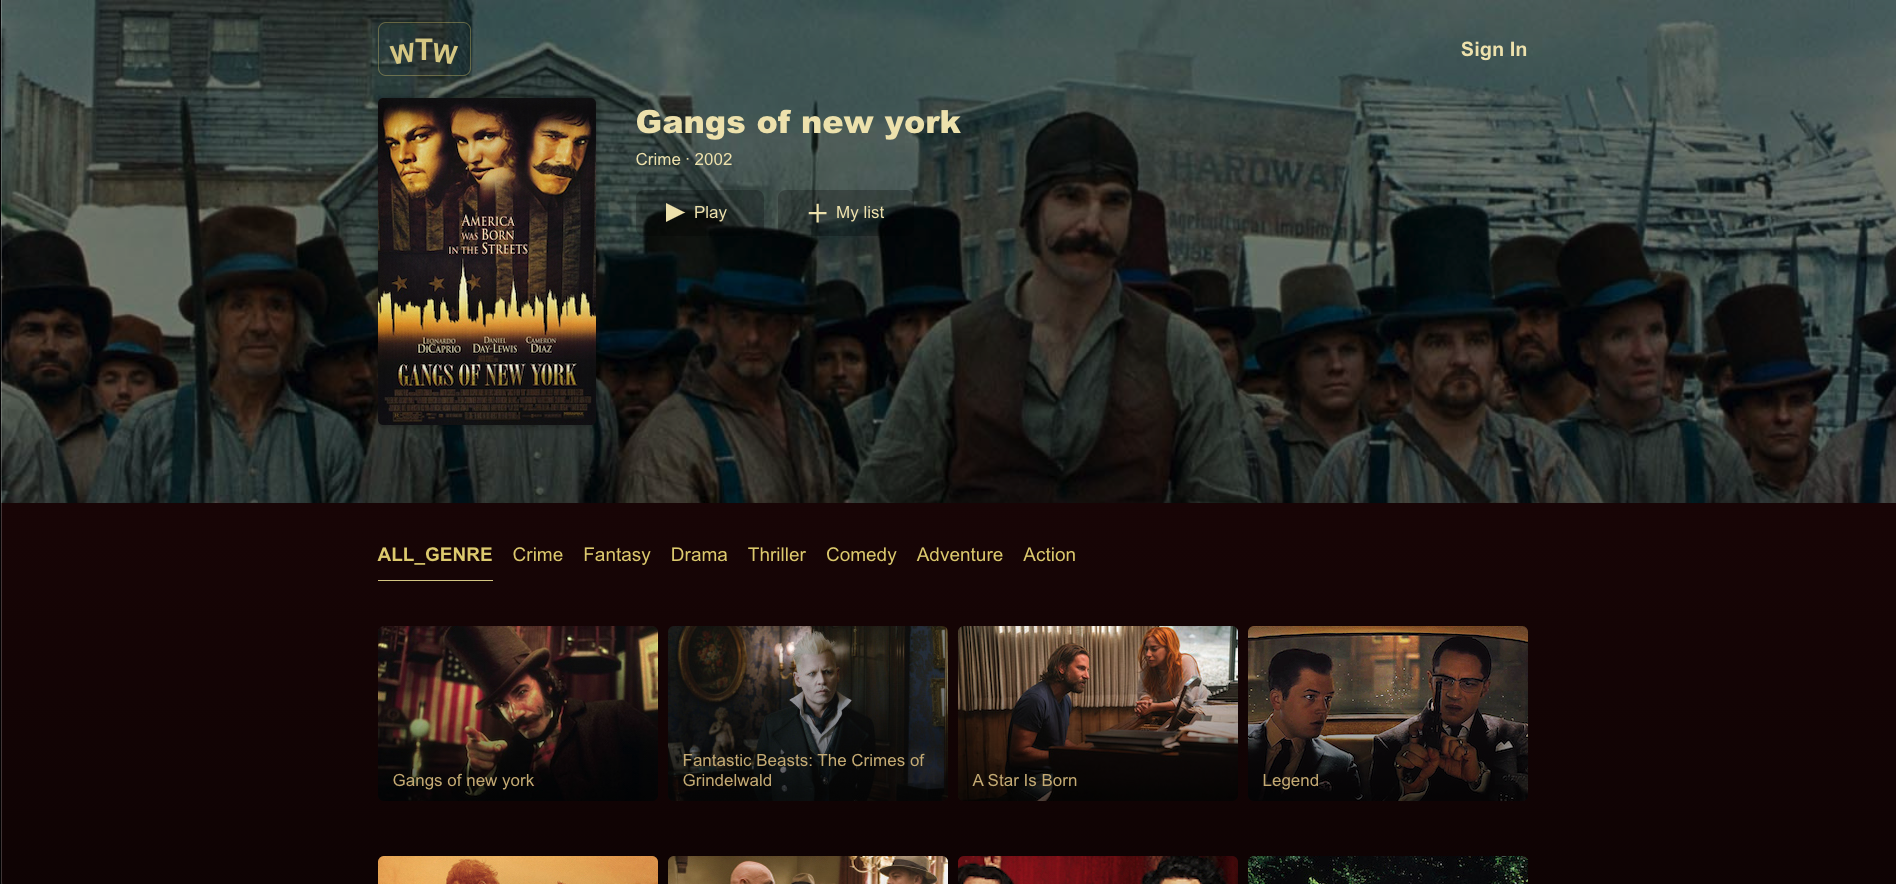 WTW
Sign In
Gangs of new york
Crime · 2002
Play
My list
AMERICA
WAS BORN
IN THE STREETS
LEONARDO DICAPRIO DANIEL DAY-LEWIS CAMERON DIAZ
GANGS OF NEW YORK
HARDWAR
ALL_GENRE Crime Fantasy Drama Thriller Comedy Adventure Action
Gangs of new york
Fantastic Beasts: The Crimes of
Grindelwald
A Star Is Born
Legend